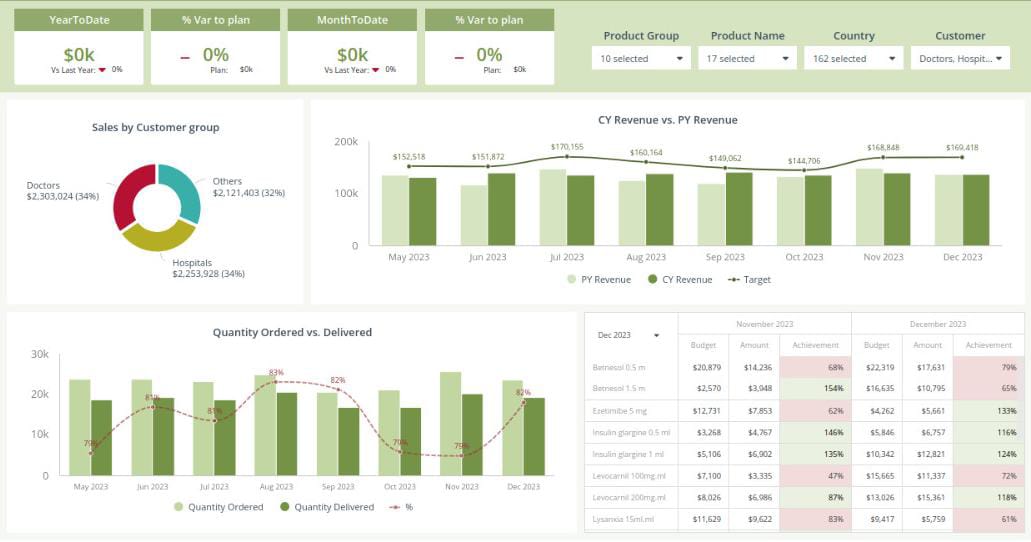 YearToDate
$0k
Vs Last Year: 0%
% Var to plan
– 0%
Plan: $0k
MonthToDate
$0k
Vs Last Year: 0%
% Var to plan
– 0%
Plan: $0k
Product Group
10 selected
Product Name
17 selected
Country
162 selected
Customer
Doctors, Hospit...
Sales by Customer group
Doctors
$2,303,024 (34%)
Others
$2,121,403 (32%)
Hospitals
$2,253,928 (34%)
CY Revenue vs. PY Revenue
200k
100k
0
$152,518 $151,872 $170,155 $160,164 $149,062 $144,706 $168,848 $169,418
May 2023 Jun 2023 Jul 2023 Aug 2023 Sep 2023 Oct 2023 Nov 2023 Dec 2023
PY Revenue CY Revenue Target
Quantity Ordered vs. Delivered
30k
20k
10k
0
79% 81% 81% 83% 82% 79% 79% 82%
May 2023 Jun 2023 Jul 2023 Aug 2023 Sep 2023 Oct 2023 Nov 2023 Dec 2023
Quantity Ordered Quantity Delivered %
Dec 2023 November 2023 December 2023
Budget Amount Achievement Budget Amount Achievement
Betnesol 0.5 m $20,879 $14,236 68% $22,319 $17,631 79%
Betnesol 1.5 m $2,570 $3,948 154% $16,635 $10,795 65%
Ezetimibe 5 mg $12,731 $7,853 62% $4,262 $5,661 133%
Insulin glargine 0.5 ml $3,268 $4,767 146% $5,846 $6,757 116%
Insulin glargine 1 ml $5,106 $6,902 135% $10,342 $12,821 124%
Levocarnil 100mg.ml $7,100 $3,335 47% $15,665 $11,337 72%
Levocarnil 200mg.ml $8,026 $6,986 87% $13,026 $15,361 118%
Lysanxia 15ml.ml $11,629 $9,622 83% $9,417 $5,759 61%